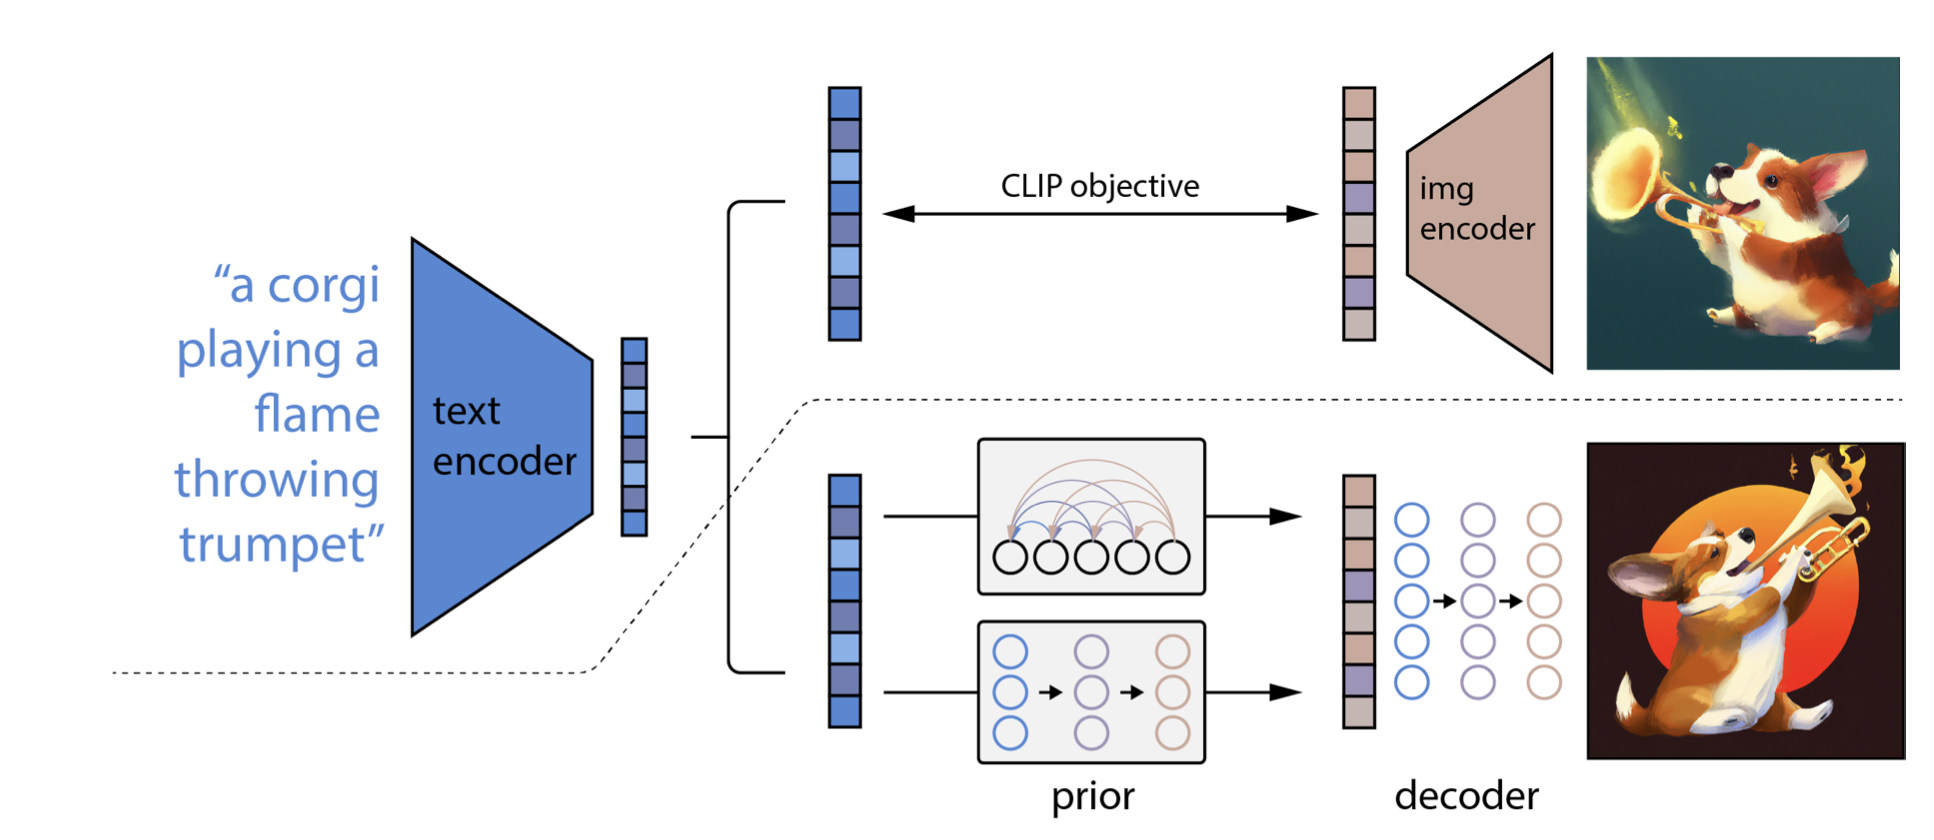 “a corgi
playing a
flame
throwing
trumpet”
text
encoder
CLIP objective
img
encoder
prior
decoder